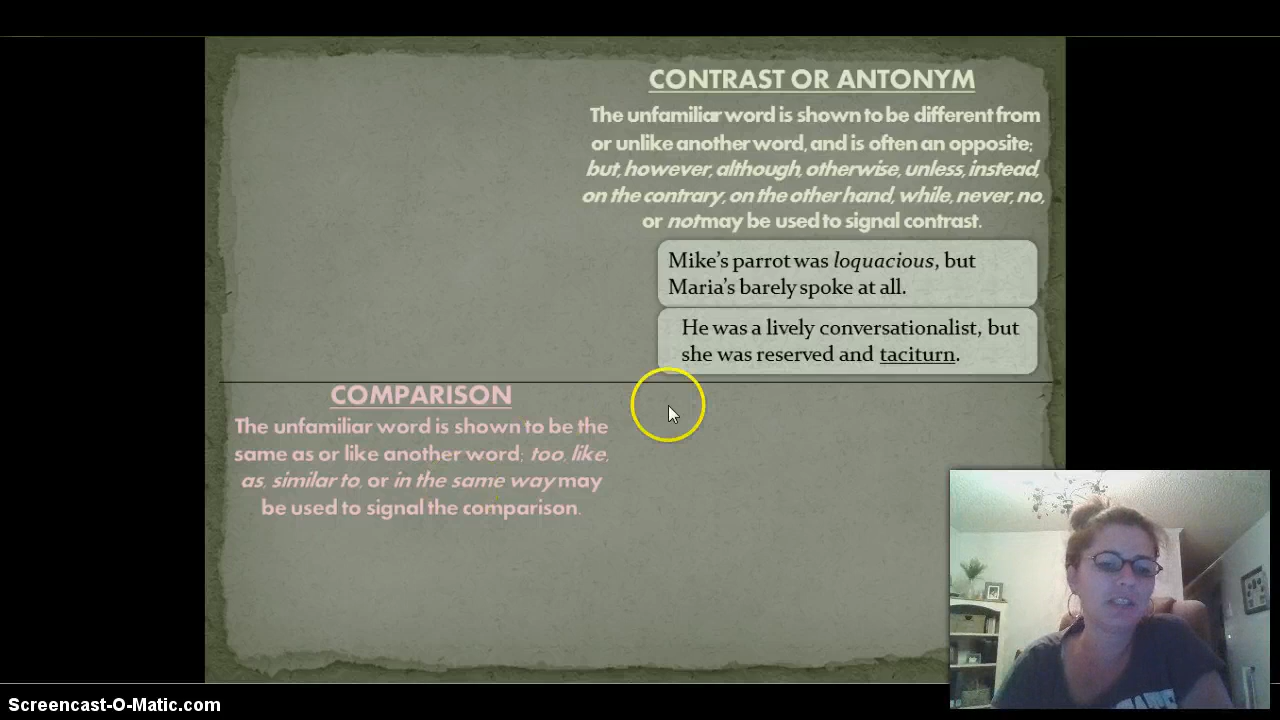 CONTRAST OR ANTONYM
The unfamiliar word is shown to be different from
or unlike another word, and is often an opposite;
but, however, although, otherwise, unless, instead,
on the contrary, on the other hand, while, never, no,
or not may be used to signal contrast.
Mike's parrot was loquacious, but
Maria's barely spoke at all.
He was a lively conversationalist, but
she was reserved and taciturn.
COMPARISON
The unfamiliar word is shown to be the
same as or like another word; too, like,
as, similar to, or in the same way may
be used to signal the comparison.
Screencast-O-Matic.com